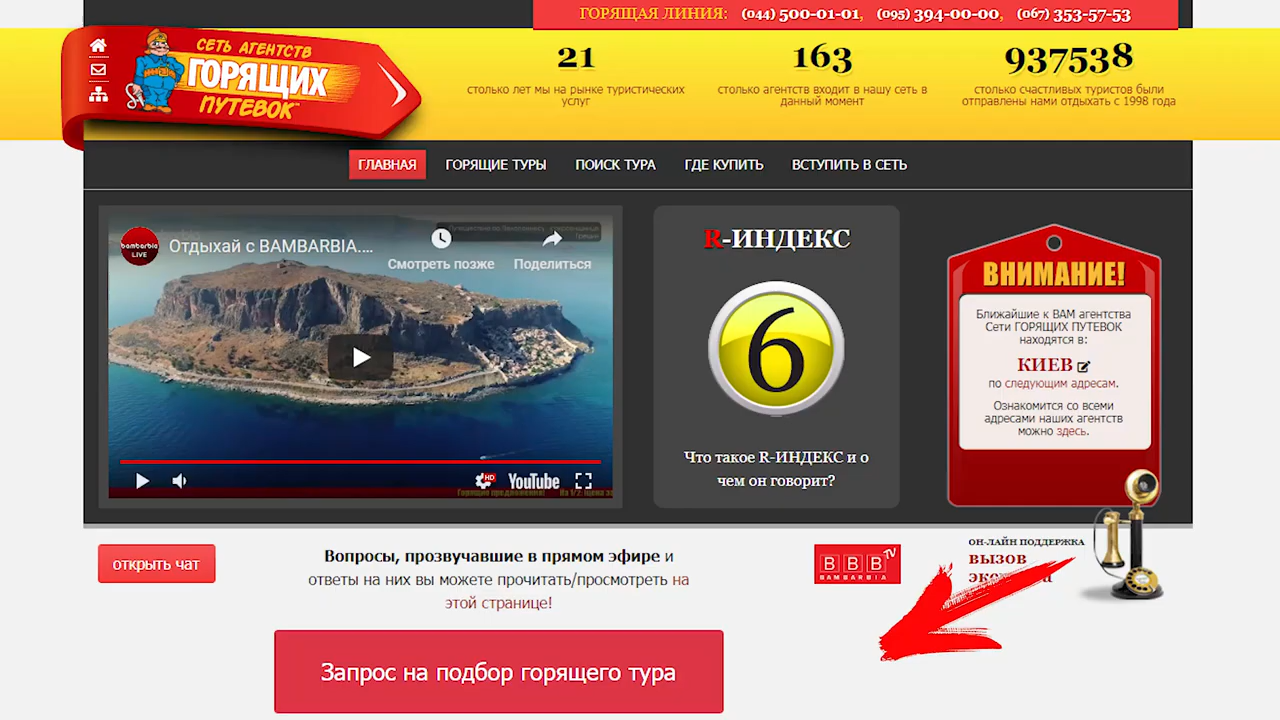 ГОРЯЩАЯ ЛИНИЯ: (044) 500-01-01, (095) 394-00-00, (067) 353-57-53
СЕТЬ АГЕНТСТВ
ГОРЯЩИХ
ПУТЕВОК™
21
столько лет мы на рынке туристических
услуг
163
столько агентств входит в нашу сеть в
данный момент
937538
столько счастливых туристов были
отправлены нами отдыхать с 1998 года
ГЛАВНАЯ ГОРЯЩИЕ ТУРЫ ПОИСК ТУРА ГДЕ КУПИТЬ ВСТУПИТЬ В СЕТЬ
bambarbia
LIVE
Отдыхай с BAMBARBIA....
Смотреть позже
Поделиться
HD
YouTube
Горящие предложения!
R-ИНДЕКС
6
Что такое R-ИНДЕКС и о
чем он говорит?
ВНИМАНИЕ!
Ближайшие к ВАМ агентства
Сети ГОРЯЩИХ ПУТЕВОК
находятся в:
КИЕВ
по следующим адресам.
Ознакомится со всеми
адресами наших агентств
можно здесь.
открыть чат
Вопросы, прозвучавшие в прямом эфире и
ответы на них вы можете прочитать/просмотреть на
этой странице!
BBB TV
BAMBARBIA
ОН-ЛАЙН ПОДДЕРЖКА
ВЫЗОВ
Запрос на подбор горящего тура